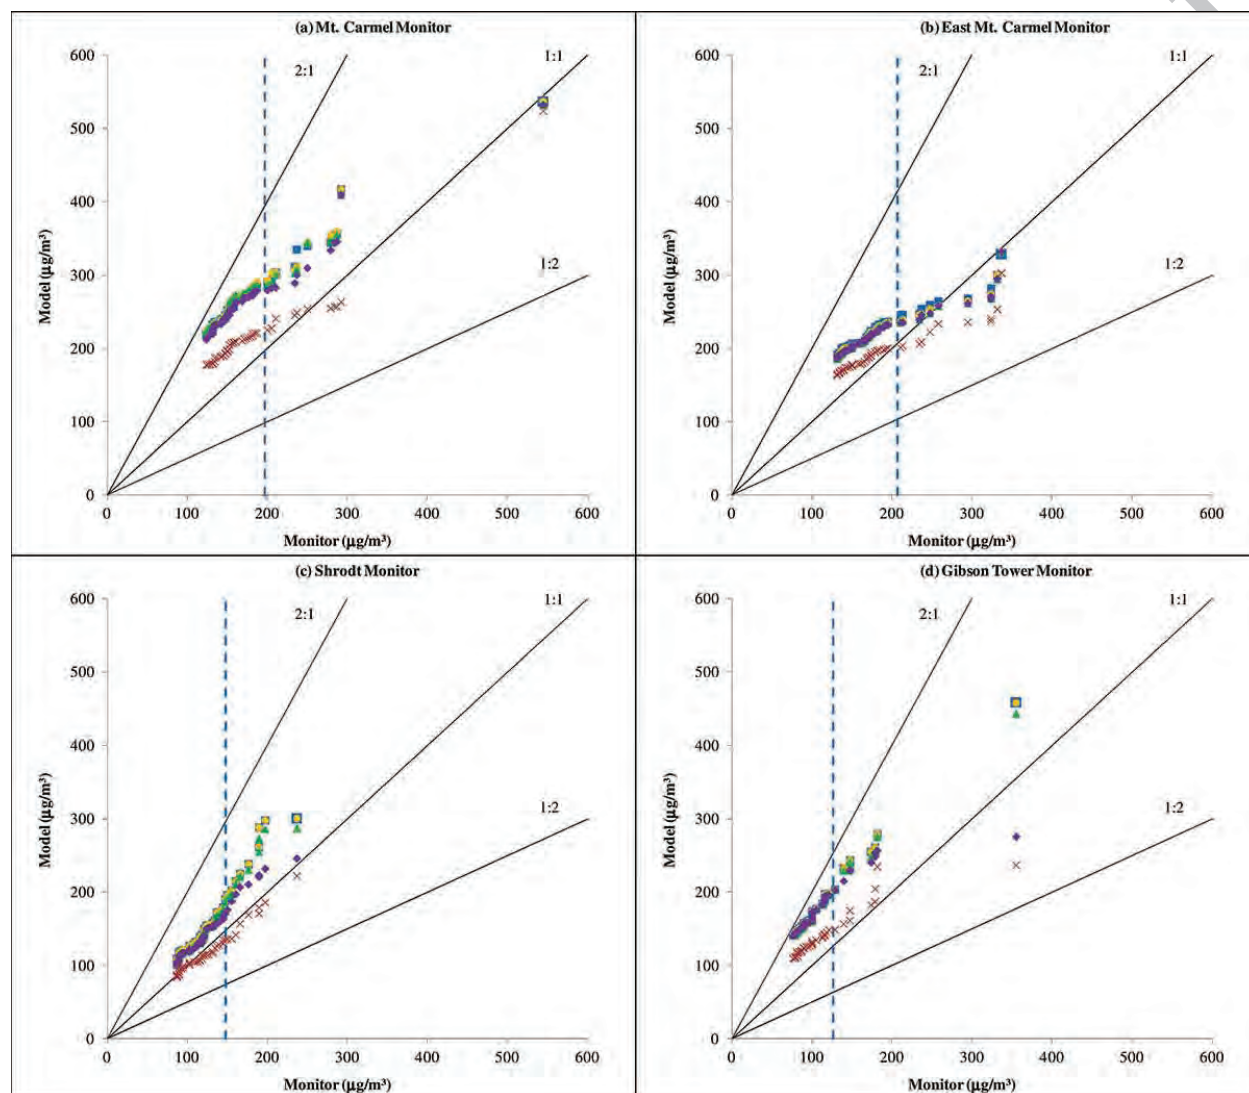 (a) Mt. Carmel Monitor
600
500
400
300
200
100
0
Model (µg/m³)
2:1
1:1
1:2
0 100 200 300 400 500 600
Monitor (µg/m³)
(b) East Mt. Carmel Monitor
600
500
400
300
200
100
0
Model (µg/m³)
2:1
1:1
1:2
0 100 200 300 400 500 600
Monitor (µg/m³)
(c) Shrodt Monitor
600
500
400
300
200
100
0
Model (µg/m³)
2:1
1:1
1:2
0 100 200 300 400 500 600
Monitor (µg/m³)
(d) Gibson Tower Monitor
600
500
400
300
200
100
0
Model (µg/m³)
2:1
1:1
1:2
0 100 200 300 400 500 600
Monitor (µg/m³)